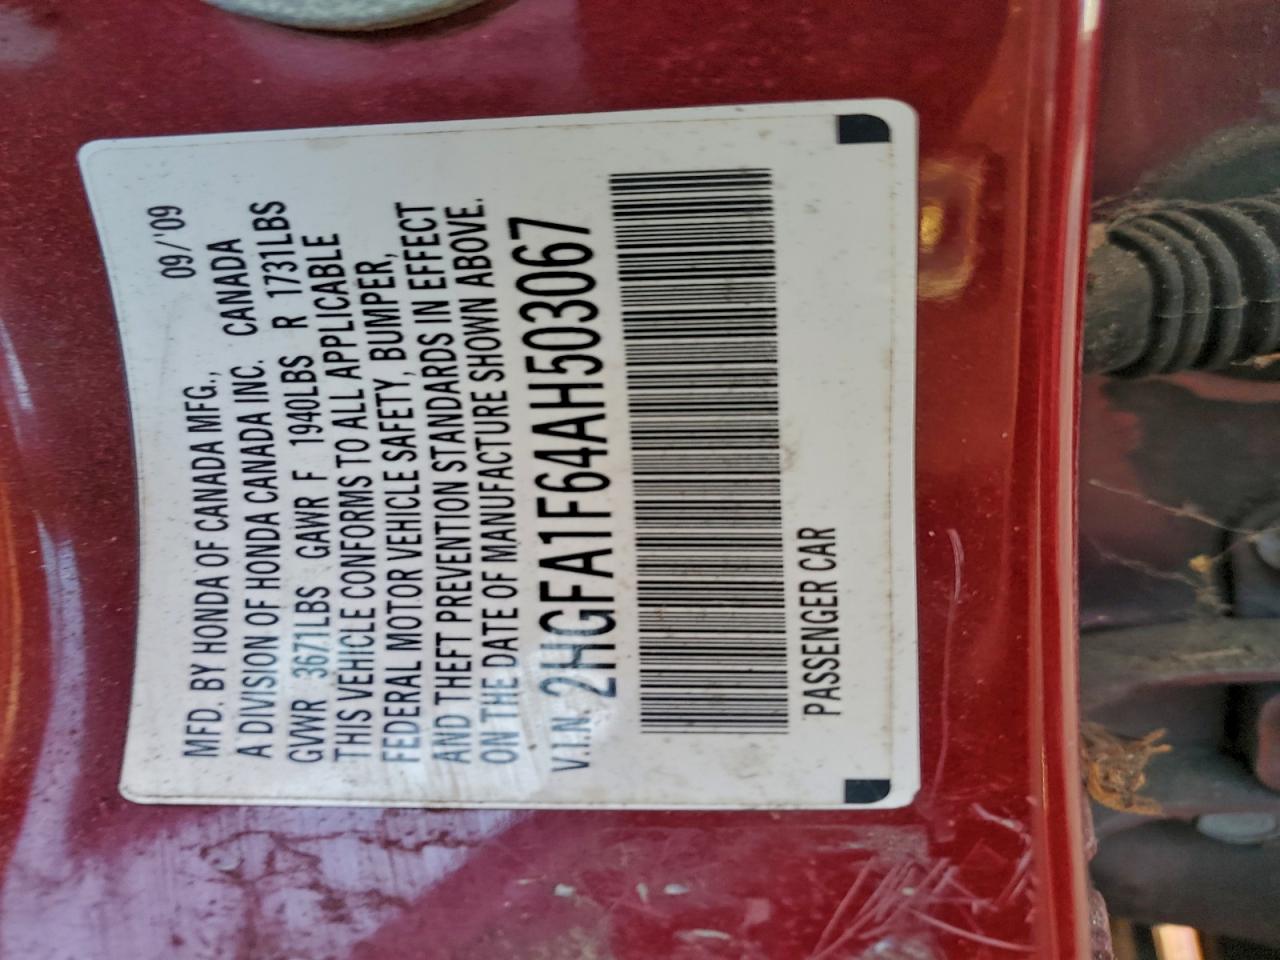 09/'09
MFD. BY HONDA OF CANADA MFG.,
A DIVISION OF HONDA CANADA INC. CANADA
GVWR 3671LBS GAWR F 1940LBS R 1731LBS
THIS VEHICLE CONFORMS TO ALL APPLICABLE
FEDERAL MOTOR VEHICLE SAFETY, BUMPER,
AND THEFT PREVENTION STANDARDS IN EFFECT
ON THE DATE OF MANUFACTURE SHOWN ABOVE.
V.I.N. 2HGFA1F64AH503067
PASSENGER CAR